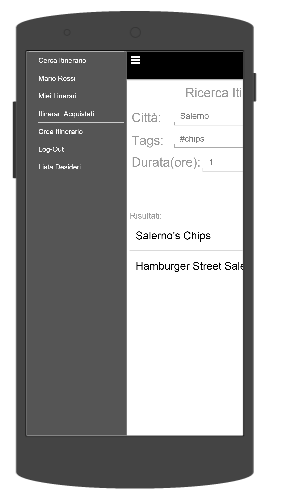 Cerca Itinerario
Mario Rossi
Miei Itinerari
Itinerari Acquistati
Crea Itinerario
Log-Out
Lista Desideri
Ricerca Iti
Città: Salerno
Tags: #chips
Durata(ore): 1
Risultati:
Salerno's Chips
Hamburger Street Sale